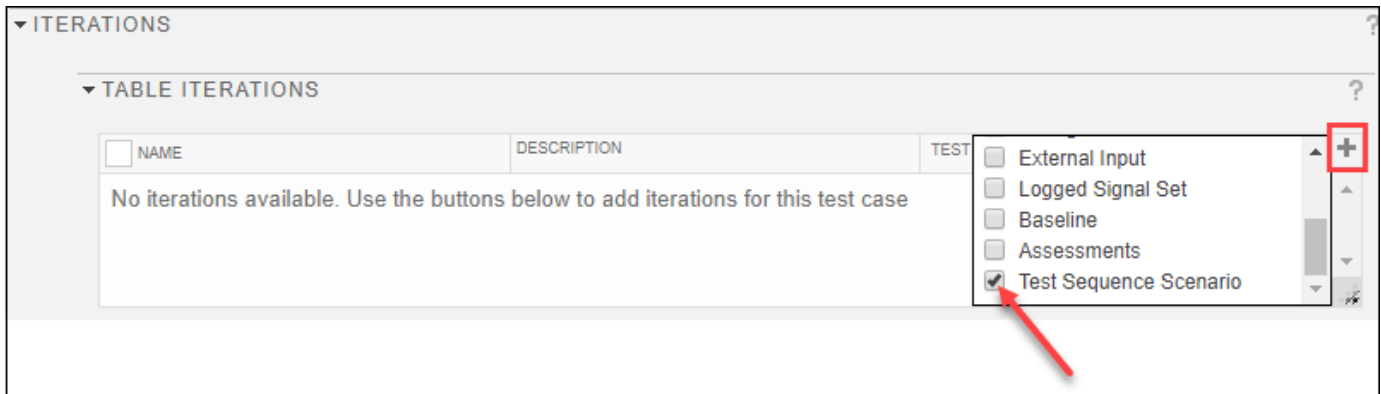 ITERATIONS
?
TABLE ITERATIONS
?
NAME
DESCRIPTION
TEST
+
No iterations available. Use the buttons below to add iterations for this test case
External Input
Logged Signal Set
Baseline
Assessments
Test Sequence Scenario